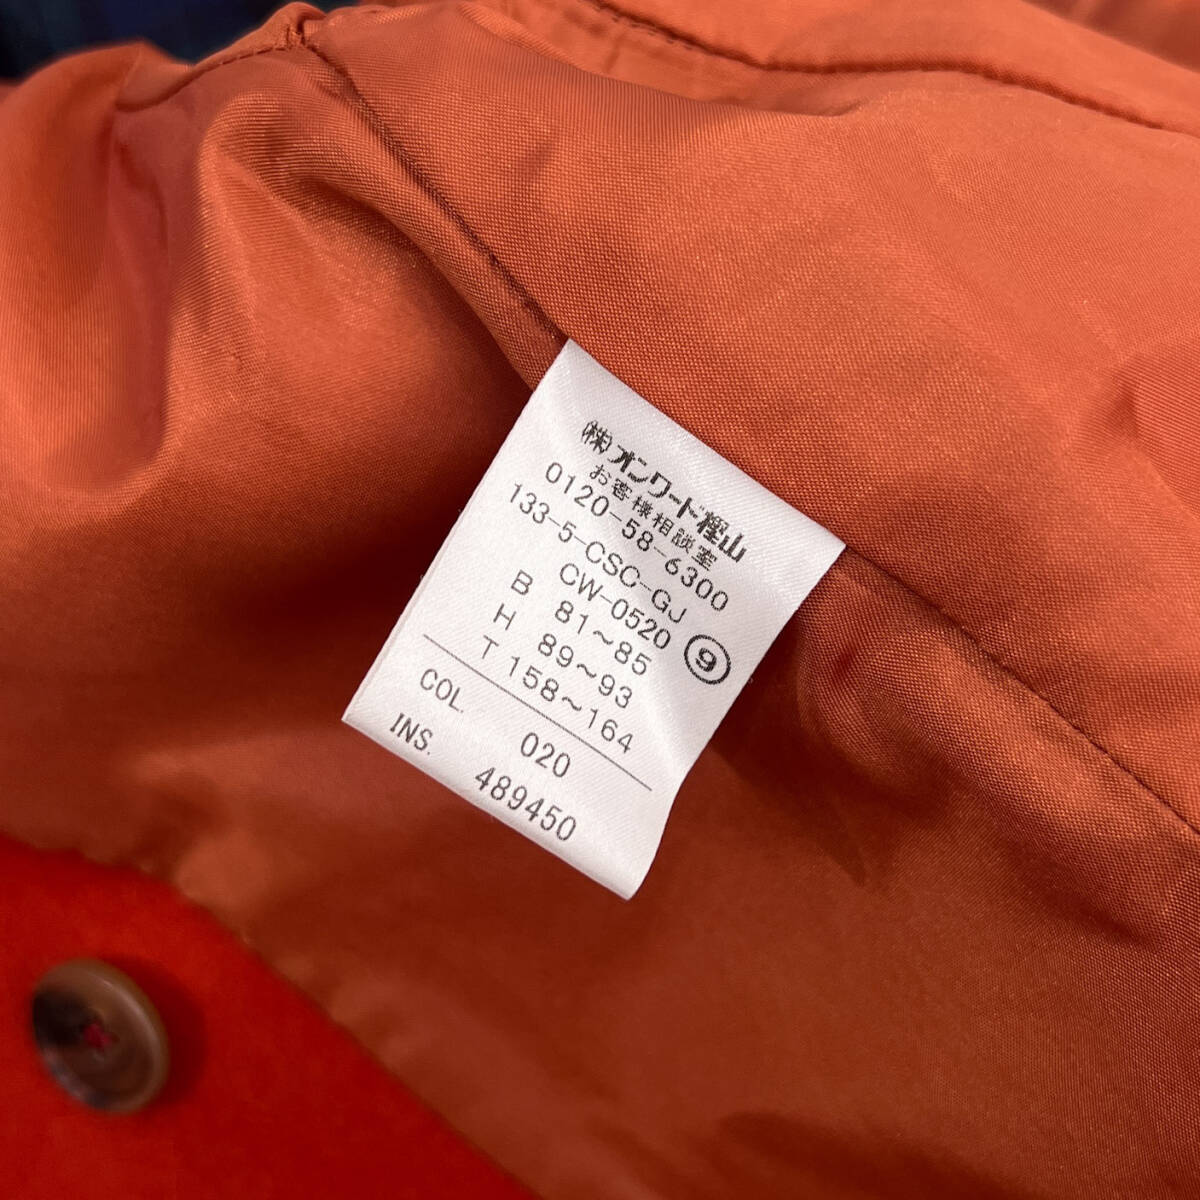 (株)オンワード樫山
お客様相談室
0120-58-6300
133-5-CSC-GJ
CW-0520
B 81~85
H 89~93 ⑨
T 158~164
COL. 020
INS. 489450